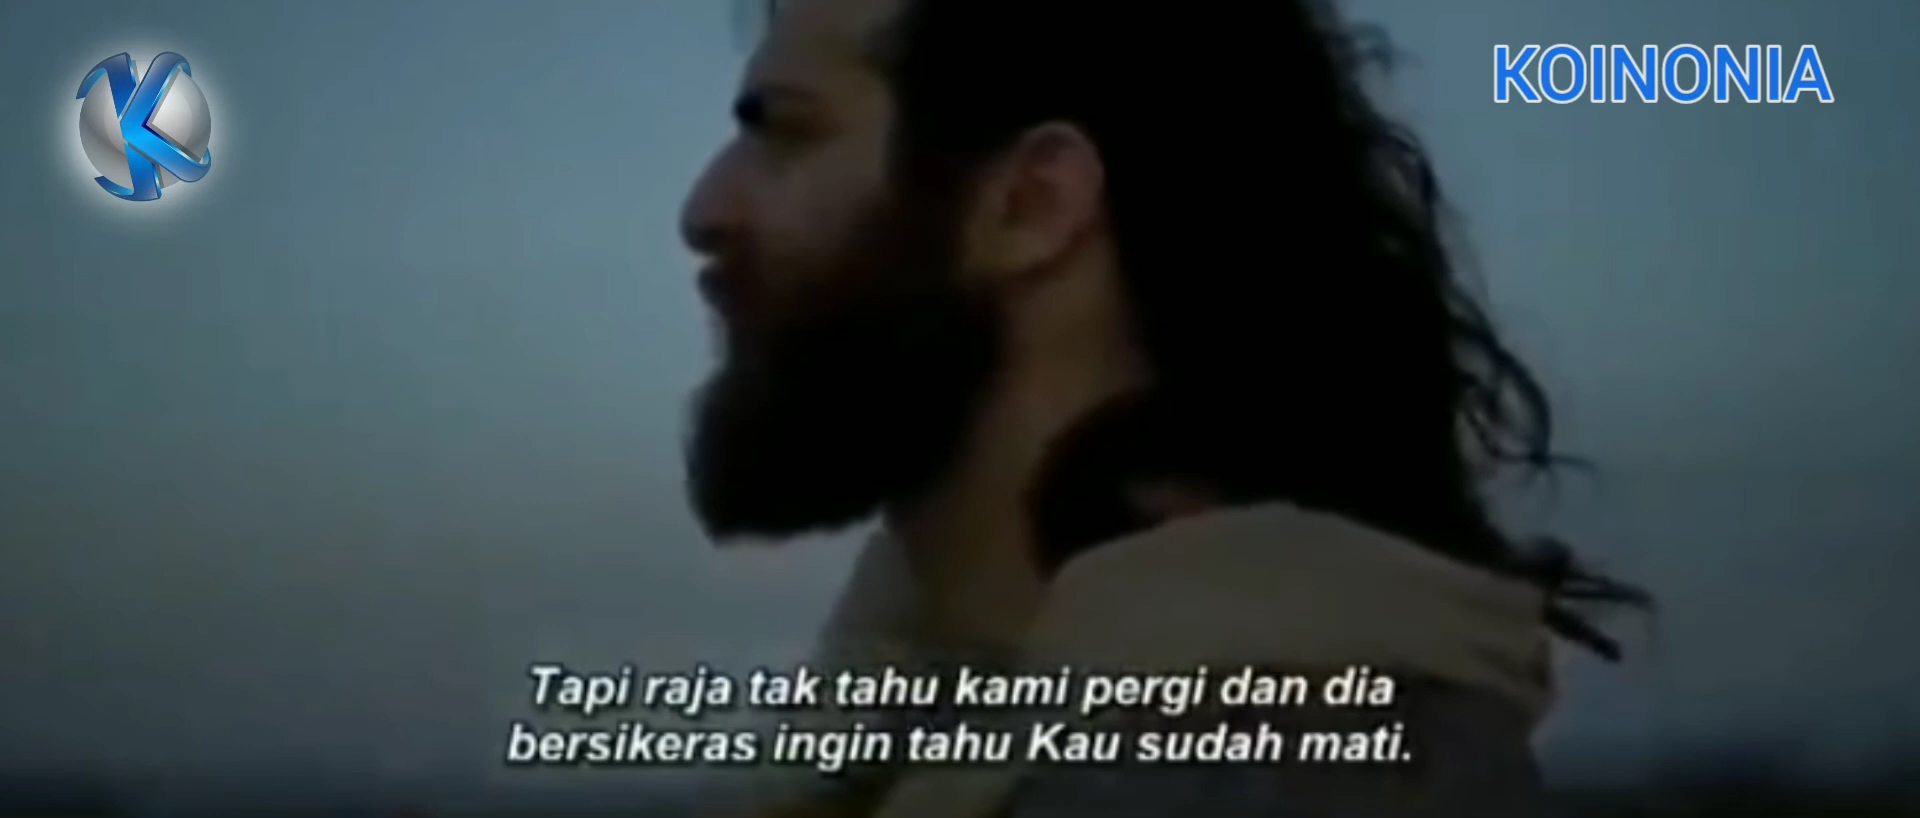 KOINONIA
Tapi raja tak tahu kami pergi dan dia
bersikeras ingin tahu Kau sudah mati.